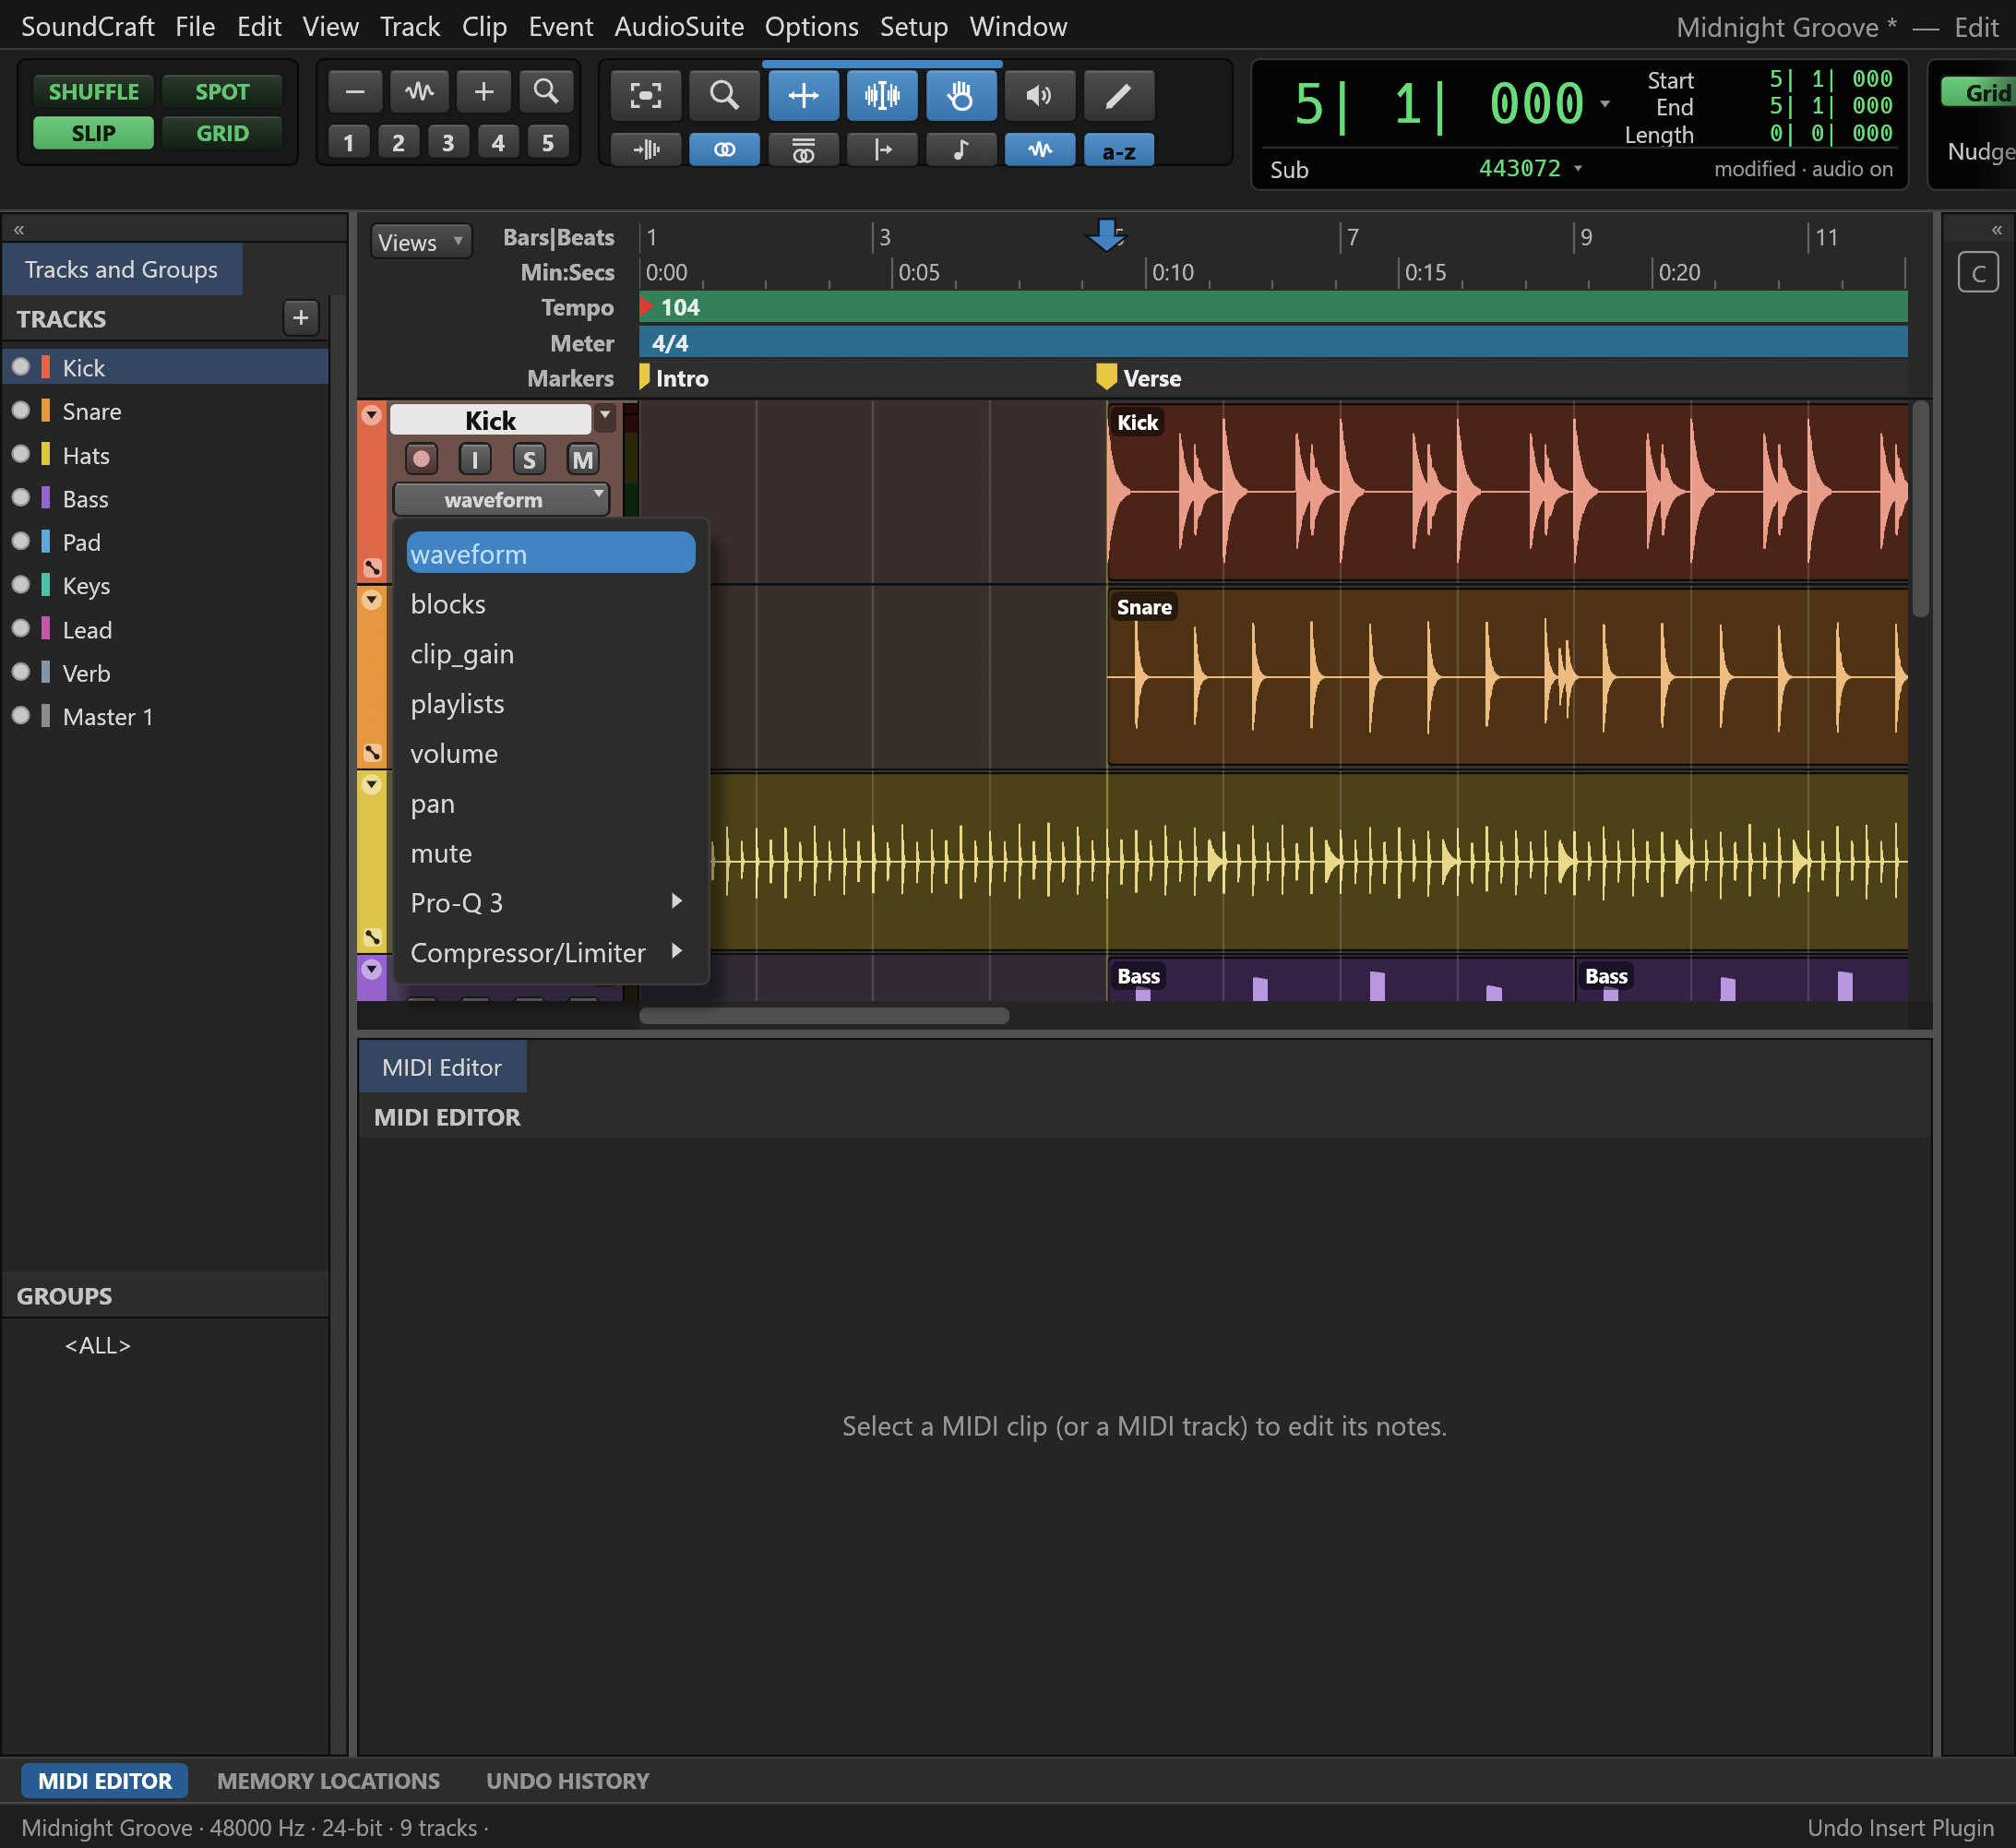 SoundCraft File Edit View Track Clip Event AudioSuite Options Setup Window Midnight Groove * — Edit
SHUFFLE SPOT
SLIP GRID
1 2 3 4 5
a-z
5| 1| 000
Start 5| 1| 000
End 5| 1| 000
Length 0| 0| 000
Sub 443072 modified · audio on
Grid
Nudge
«
Tracks and Groups
TRACKS +
Kick
Snare
Hats
Bass
Pad
Keys
Lead
Verb
Master 1
GROUPS
<ALL>
Views
Bars|Beats 1 3 7 9 11
Min:Secs 0:00 0:05 0:10 0:15 0:20
Tempo 104
Meter 4/4
Markers Intro Verse
Kick
I S M
waveform
waveform
blocks
clip_gain
playlists
volume
pan
mute
Pro-Q 3
Compressor/Limiter
Kick
Snare
Bass Bass
«
C
MIDI Editor
MIDI EDITOR
Select a MIDI clip (or a MIDI track) to edit its notes.
MIDI EDITOR MEMORY LOCATIONS UNDO HISTORY
Midnight Groove · 48000 Hz · 24-bit · 9 tracks · Undo Insert Plugin